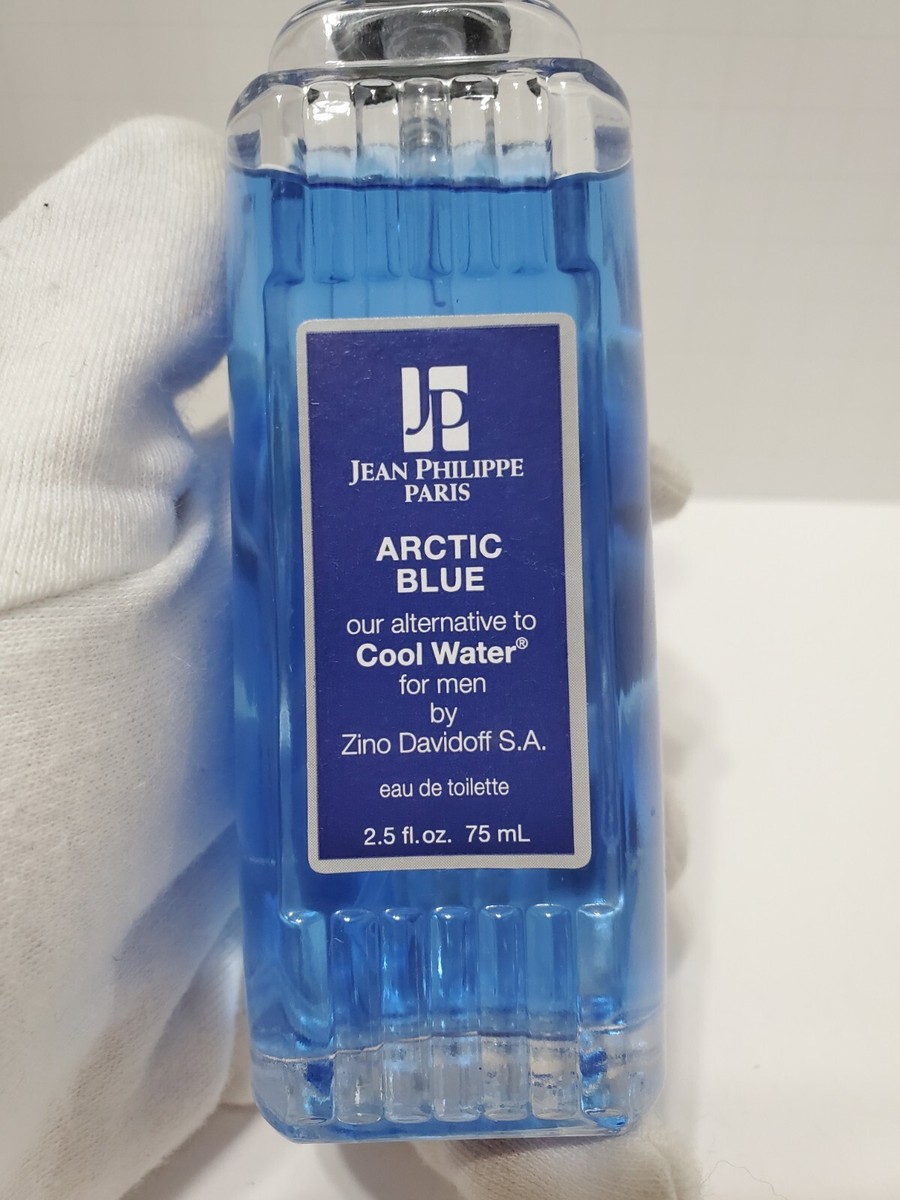 JP
JEAN PHILIPPE
PARIS
ARCTIC
BLUE
our alternative to
Cool Water®
for men
by
Zino Davidoff S.A.
eau de toilette
2.5 fl.oz. 75 mL